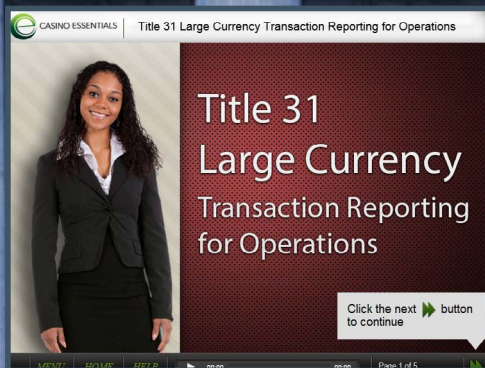 CASINO ESSENTIALS
Title 31 Large Currency Transaction Reporting for Operations
Title 31
Large Currency
Transaction Reporting
for Operations
Click the next button
to continue
MENU HOME HELP 00:00 00:00 Page 1 of 5